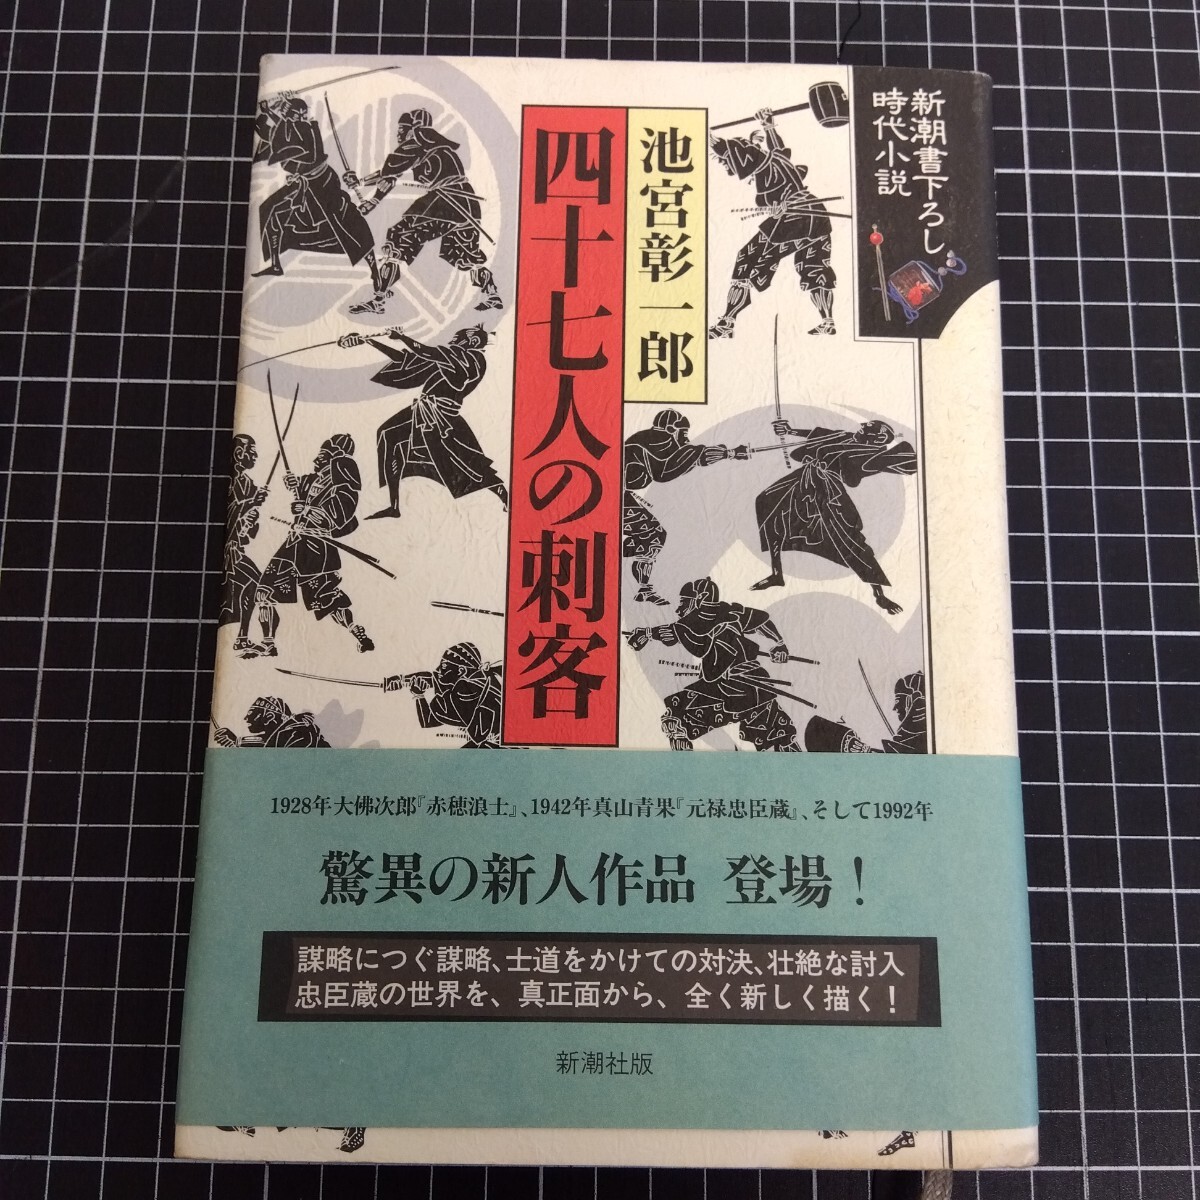 新潮書下ろし
時代小説
池宮彰一郎
四十七人の刺客
1928年大佛次郎『赤穂浪士』、1942年真山青果『元禄忠臣蔵』、そして1992年
驚異の新人作品 登場！
謀略につぐ謀略、士道をかけての対決、壮絶な討入
忠臣蔵の世界を、真正面から、全く新しく描く！
新潮社版